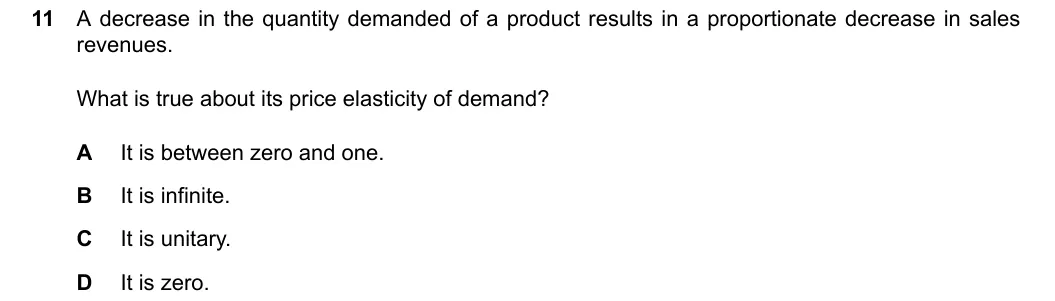 11 A decrease in the quantity demanded of a product results in a proportionate decrease in sales
revenues.
What is true about its price elasticity of demand?
A It is between zero and one.
B It is infinite.
C It is unitary.
D It is zero.